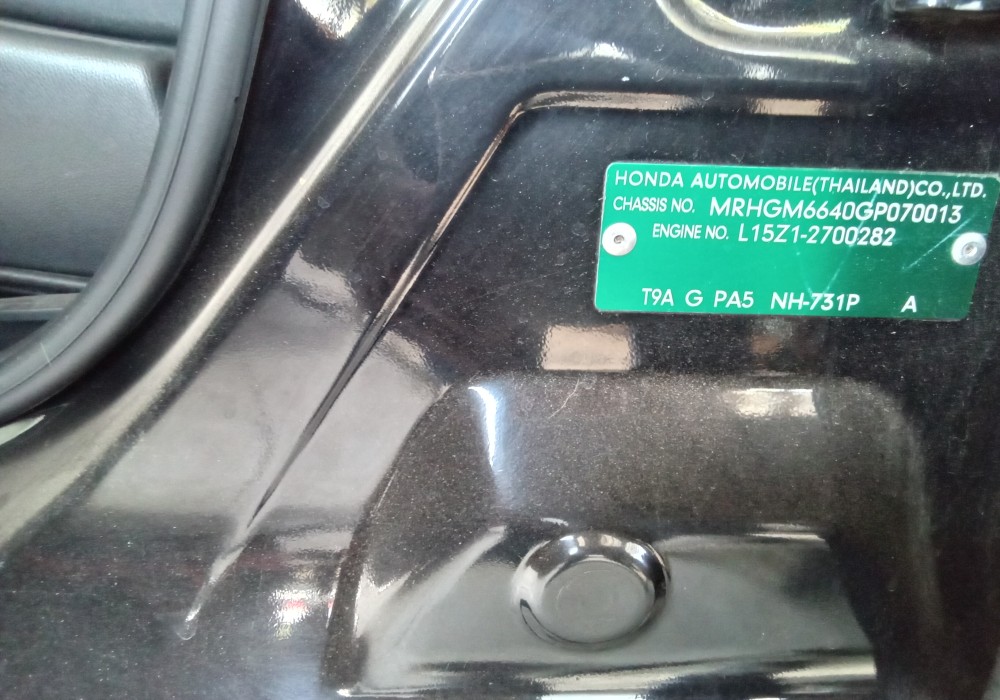 HONDA AUTOMOBILE(THAILAND)CO.,LTD.
CHASSIS NO. MRHGM6640GP070013
ENGINE NO. L15Z1-2700282
T9A G PA5 NH-731P A